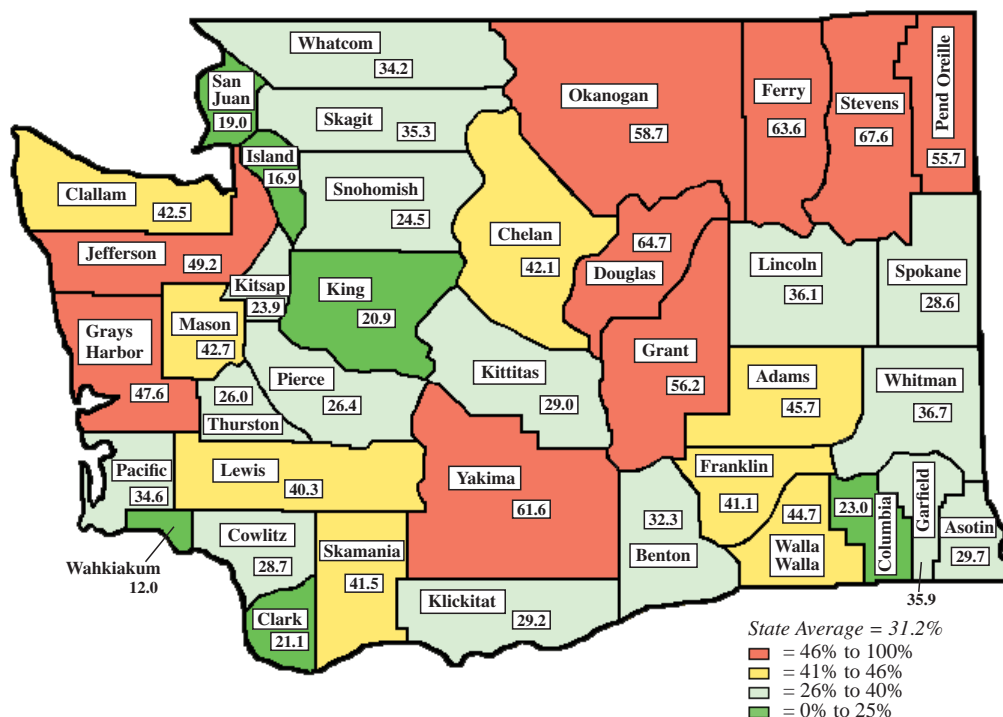 Whatcom
34.2
San
Juan
19.0
Skagit
35.3
Island
16.9
Snohomish
24.5
Clallam
42.5
Jefferson
49.2
Kitsap
23.9
King
20.9
Chelan
42.1
Okanogan
58.7
Ferry
63.6
Stevens
67.6
Pend Oreille
55.7
64.7
Douglas
Lincoln
36.1
Spokane
28.6
Grays
Harbor
47.6
Mason
42.7
Pierce
26.4
26.0
Thurston
Kittitas
29.0
Grant
56.2
Adams
45.7
Whitman
36.7
Pacific
34.6
Lewis
40.3
Yakima
61.6
Franklin
41.1
32.3
Benton
44.7
Walla
Walla
23.0
Columbia
Garfield
35.9
Asotin
29.7
Wahkiakum
12.0
Cowlitz
28.7
Skamania
41.5
Clark
21.1
Klickitat
29.2
State Average = 31.2%
= 46% to 100%
= 41% to 46%
= 26% to 40%
= 0% to 25%